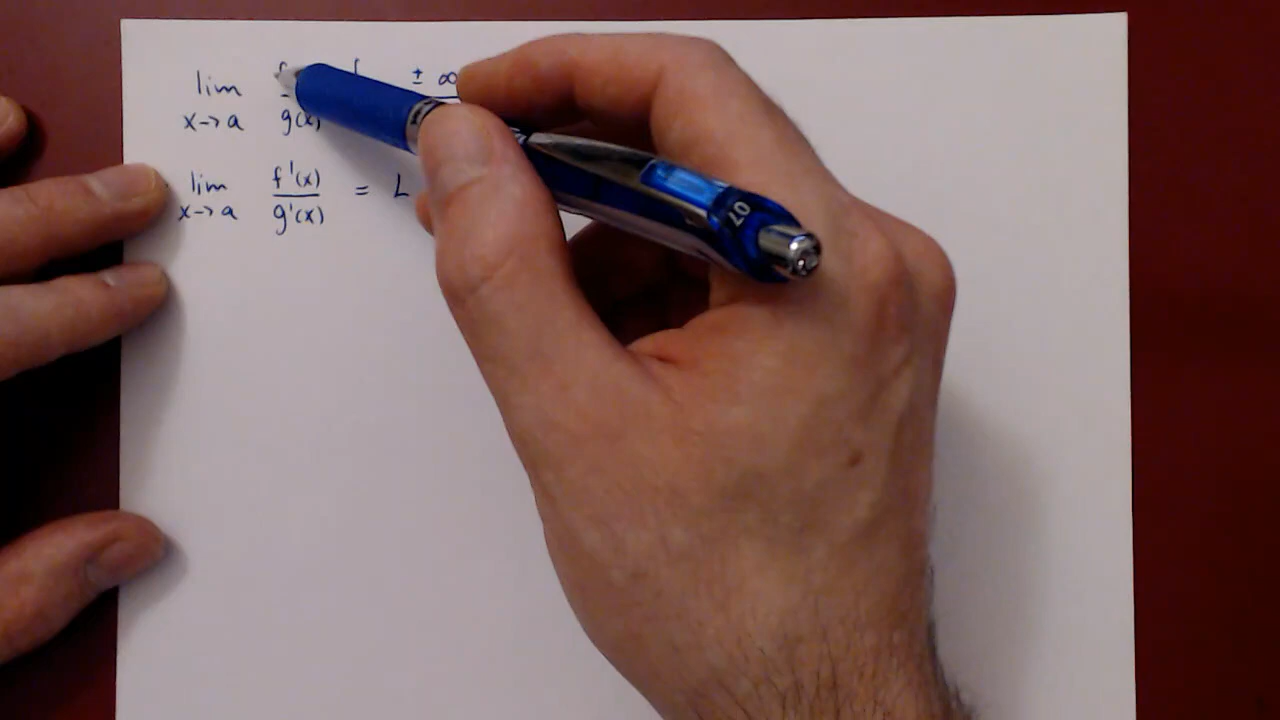 lim ± ∞
x→a g(x)
lim f'(x) = L
x→a g'(x)
07